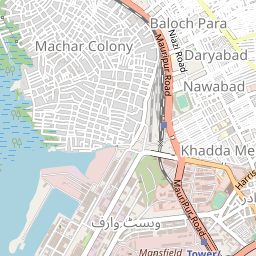 Baloch Para
Machar Colony
Mauripur Road
Niazi Road
Daryabad
Nawabad
Khadda Me
Harris
MauriPur Road
ویسٹ وارف
Mansfield
Tower